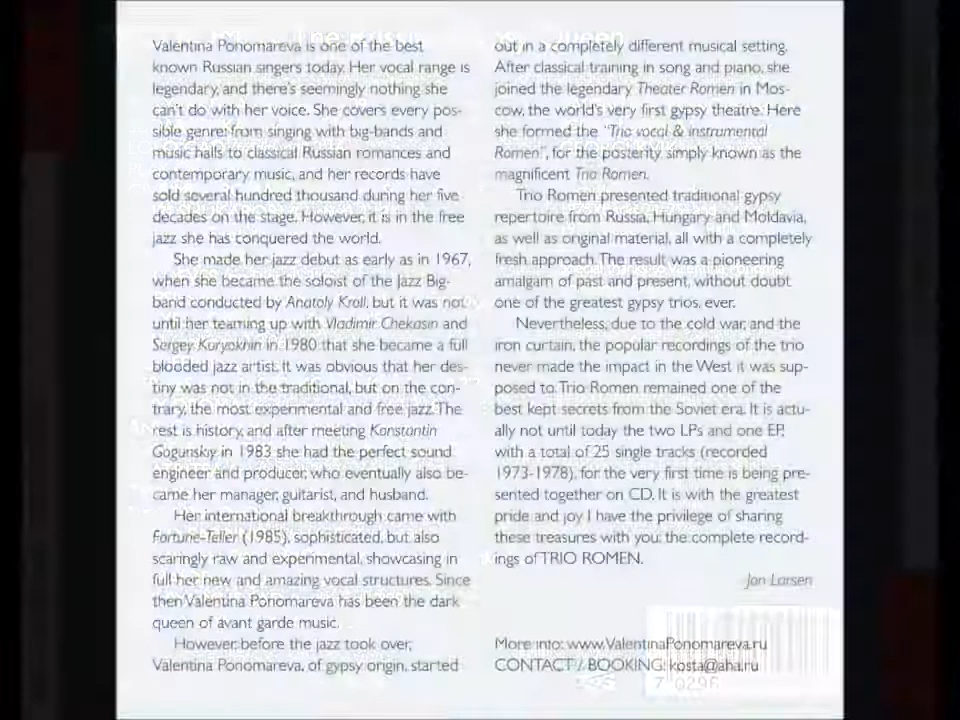 Valentina Ponomareva is one of the best
known Russian singers today. Her vocal range is
legendary, and there's seemingly nothing she
can't do with her voice. She covers every pos-
sible genre: from singing with big-bands and
music halls to classical Russian romances and
contemporary music, and her records have
sold several hundred thousand during her five
decades on the stage. However, it is in the free
jazz she has conquered the world.
She made her jazz debut as early as in 1967,
when she became the soloist of the Jazz Big-
band conducted by Anatoly Kroll, but it was not
until her teaming up with Vladimir Chekasin and
Sergey Kuryokhin in 1980 that she became a full
blooded jazz artist. It was obvious that her des-
tiny was not in the traditional, but on the con-
trary, the most experimental and free jazz. The
rest is history, and after meeting Konstantin
Gogunsky in 1983 she had the perfect sound
engineer and producer, who eventually also be-
came her manager, guitarist, and husband.
Her international breakthrough came with
Fortune-Teller (1985), sophisticated, but also
scaringly raw and experimental, showcasing in
full her new and amazing vocal structures. Since
then Valentina Ponomareva has been the dark
queen of avant garde music.
However, before the jazz took over,
Valentina Ponomareva, of gypsy origin, started
out in a completely different musical setting.
After classical training in song and piano, she
joined the legendary Theater Romen in Mos-
cow, the world's very first gypsy theatre. Here
she formed the "Trio vocal & instrumental
Romen", for the posterity simply known as the
magnificent Trio Romen.
Trio Romen presented traditional gypsy
repertoire from Russia, Hungary and Moldavia,
as well as original material, all with a completely
fresh approach. The result was a pioneering
amalgam of past and present, without doubt
one of the greatest gypsy trios, ever.
Nevertheless, due to the cold war, and the
iron curtain, the popular recordings of the trio
never made the impact in the West it was sup-
posed to. Trio Romen remained one of the
best kept secrets from the Soviet era. It is actu-
ally not until today the two LPs and one EP,
with a total of 25 single tracks (recorded
1973-1978), for the very first time is being pre-
sented together on CD. It is with the greatest
pride and joy I have the privilege of sharing
these treasures with you: the complete record-
ings of TRIO ROMEN.
Jon Larsen
More info: www.ValentinaPonomareva.ru
CONTACT / BOOKING: kosta@aha.ru
7 0296